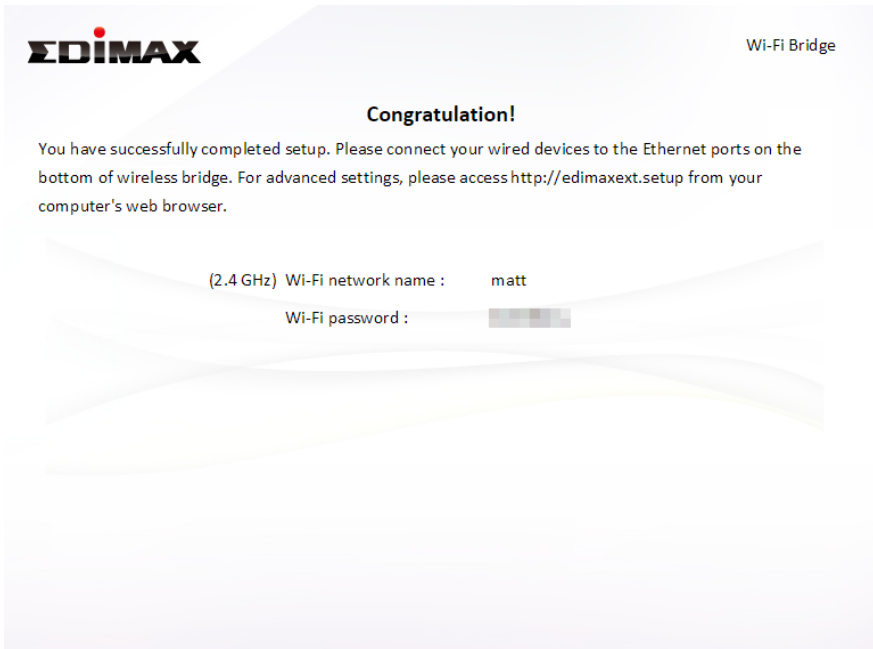 EDIMAX
Wi-Fi Bridge
Congratulation!
You have successfully completed setup. Please connect your wired devices to the Ethernet ports on the
bottom of wireless bridge. For advanced settings, please access http://edimaxext.setup from your
computer's web browser.
(2.4 GHz) Wi-Fi network name : matt
Wi-Fi password :